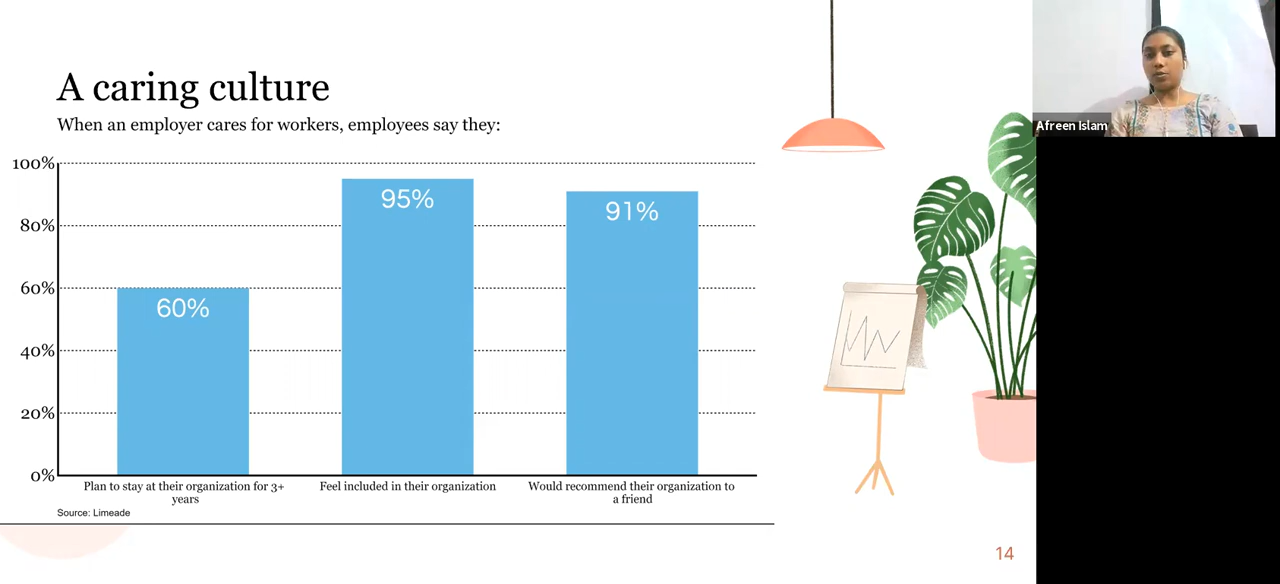 A caring culture
When an employer cares for workers, employees say they:
100%
80%
60%
40%
20%
0%
60%
95%
91%
Plan to stay at their organization for 3+
years
Feel included in their organization
Would recommend their organization to
a friend
Source: Limeade
14
Afreen Islam